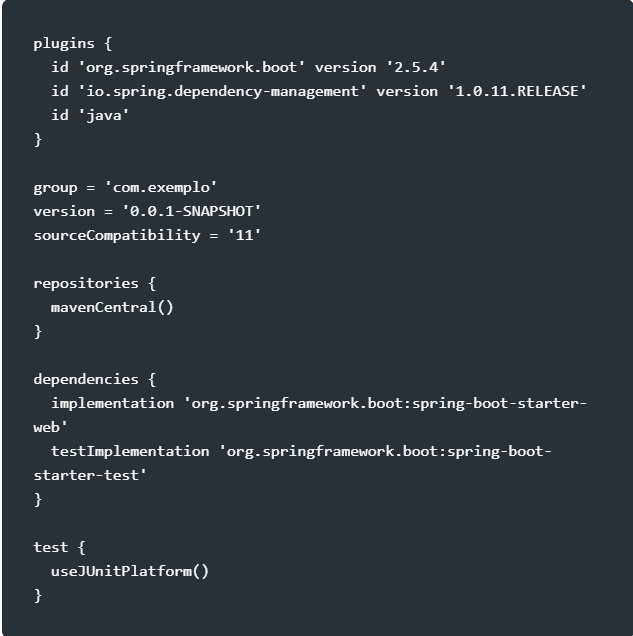 plugins {
  id 'org.springframework.boot' version '2.5.4'
  id 'io.spring.dependency-management' version '1.0.11.RELEASE'
  id 'java'
}

group = 'com.exemplo'
version = '0.0.1-SNAPSHOT'
sourceCompatibility = '11'

repositories {
  mavenCentral()
}

dependencies {
  implementation 'org.springframework.boot:spring-boot-starter-
web'
  testImplementation 'org.springframework.boot:spring-boot-
starter-test'
}

test {
  useJUnitPlatform()
}